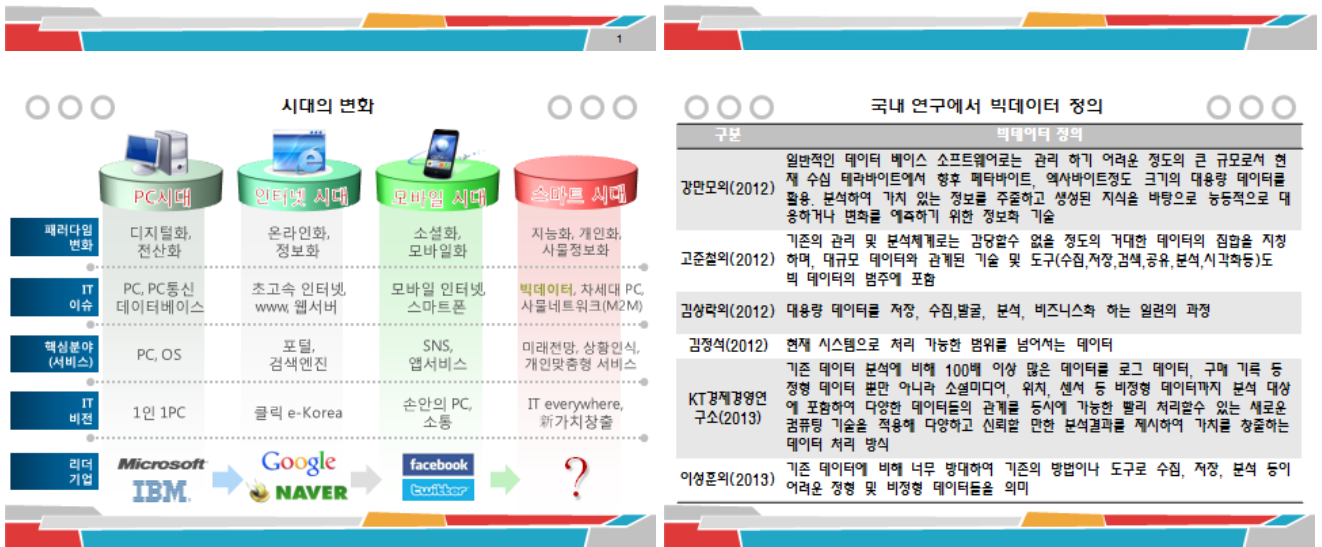 1
시대의 변화
PC시대
인터넷 시대
모바일 시대
스마트 시대
패러다임
변화
디지털화,
전산화
온라인화,
정보화
소셜화,
모바일화
지능화, 개인화,
사물정보화
IT
이슈
PC, PC통신
데이터베이스
초고속 인터넷,
www, 웹서버
모바일 인터넷,
스마트폰
빅데이터, 차세대 PC,
사물네트워크(M2M)
핵심분야
(서비스)
PC, OS
포털,
검색엔진
SNS,
앱서비스
미래전망, 상황인식,
개인맞춤형 서비스
IT
비전
1인 1PC
클릭 e-Korea
손안의 PC,
소통
IT everywhere,
新가치창출
리더
기업
Microsoft
IBM
Google
NAVER
facebook
twitter
?
국내 연구에서 빅데이터 정의
구분 빅데이터 정의
강만모외(2012)
일반적인 데이터 베이스 소프트웨어로는 관리 하기 어려운 정도의 큰 규모로서 현
재 수십 테라바이트에서 향후 페타바이트, 엑사바이트정도 크기의 대용량 데이터를
활용. 분석하여 가치 있는 정보를 추출하고 생성된 지식을 바탕으로 능동적으로 대
응하거나 변화를 예측하기 위한 정보화 기술
고준철외(2012)
기존의 관리 및 분석체계로는 감당할수 없을 정도의 거대한 데이터의 집합을 지칭
하며, 대규모 데이터와 관계된 기술 및 도구(수집,저장,검색,공유,분석,시각화등)도
빅 데이터의 범주에 포함
김상락외(2012) 대용량 데이터를 저장, 수집,발굴, 분석, 비즈니스화 하는 일련의 과정
김정석(2012) 현재 시스템으로 처리 가능한 범위를 넘어서는 데이터
KT경제경영연
구소(2013)
기존 데이터 분석에 비해 100배 이상 많은 데이터를 로그 데이터, 구매 기록 등
정형 데이터 뿐만 아니라 소셜미디어, 위치, 센서 등 비정형 데이터까지 분석 대상
에 포함하여 다양한 데이터들의 관계를 동시에 가능한 빨리 처리할수 있는 새로운
컴퓨팅 기술을 적용해 다양하고 신뢰할 만한 분석결과를 제시하여 가치를 창출하는
데이터 처리 방식
이성훈외(2013)
기존 데이터에 비해 너무 방대하여 기존의 방법이나 도구로 수집, 저장, 분석 등이
어려운 정형 및 비정형 데이터들을 의미